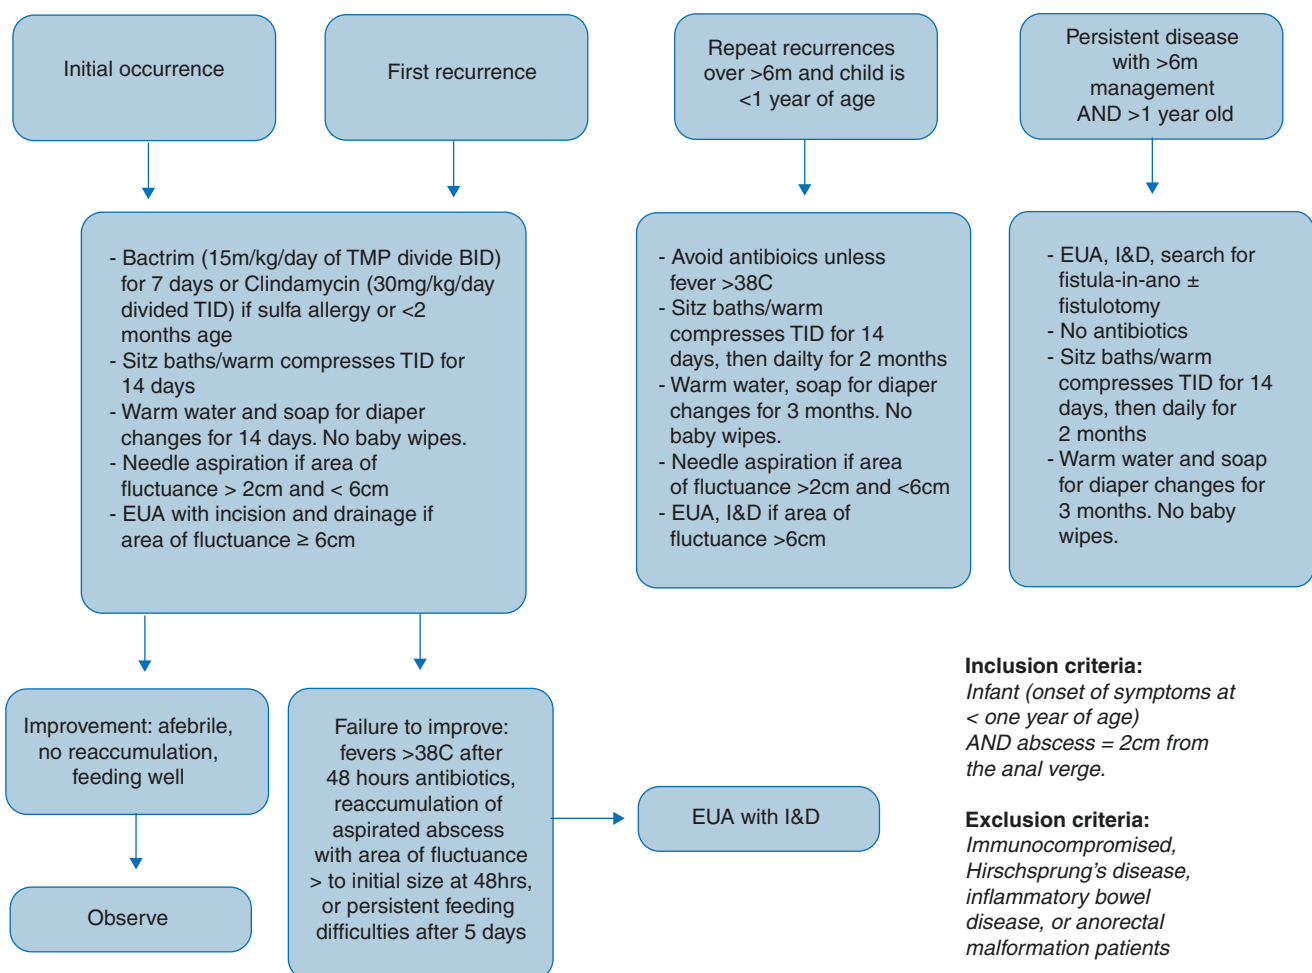 Initial occurrence
First recurrence
Repeat recurrences
over >6m and child is
<1 year of age
Persistent disease
with >6m
management
AND >1 year old
- Bactrim (15m/kg/day of TMP divide BID)
for 7 days or Clindamycin (30mg/kg/day
divided TID) if sulfa allergy or <2
months age
- Sitz baths/warm compresses TID for
14 days
- Warm water and soap for diaper
changes for 14 days. No baby wipes.
- Needle aspiration if area of
fluctuance > 2cm and < 6cm
- EUA with incision and drainage if
area of fluctuance ≥ 6cm
- Avoid antibioics unless
fever >38C
- Sitz baths/warm
compresses TID for 14
days, then dailty for 2 months
- Warm water, soap for diaper
changes for 3 months. No
baby wipes.
- Needle aspiration if area
of fluctuance >2cm and <6cm
- EUA, I&D if area of
fluctuance >6cm
- EUA, I&D, search for
fistula-in-ano ±
fistulotomy
- No antibiotics
- Sitz baths/warm
compresses TID for 14
days, then daily for
2 months
- Warm water and soap
for diaper changes for
3 months. No baby
wipes.
Improvement: afebrile,
no reaccumulation,
feeding well
Failure to improve:
fevers >38C after
48 hours antibiotics,
reaccumulation of
aspirated abscess
with area of fluctuance
> to initial size at 48hrs,
or persistent feeding
difficulties after 5 days
EUA with I&D
Observe
Inclusion criteria:
Infant (onset of symptoms at
< one year of age)
AND abscess = 2cm from
the anal verge.
Exclusion criteria:
Immunocompromised,
Hirschsprung's disease,
inflammatory bowel
disease, or anorectal
malformation patients